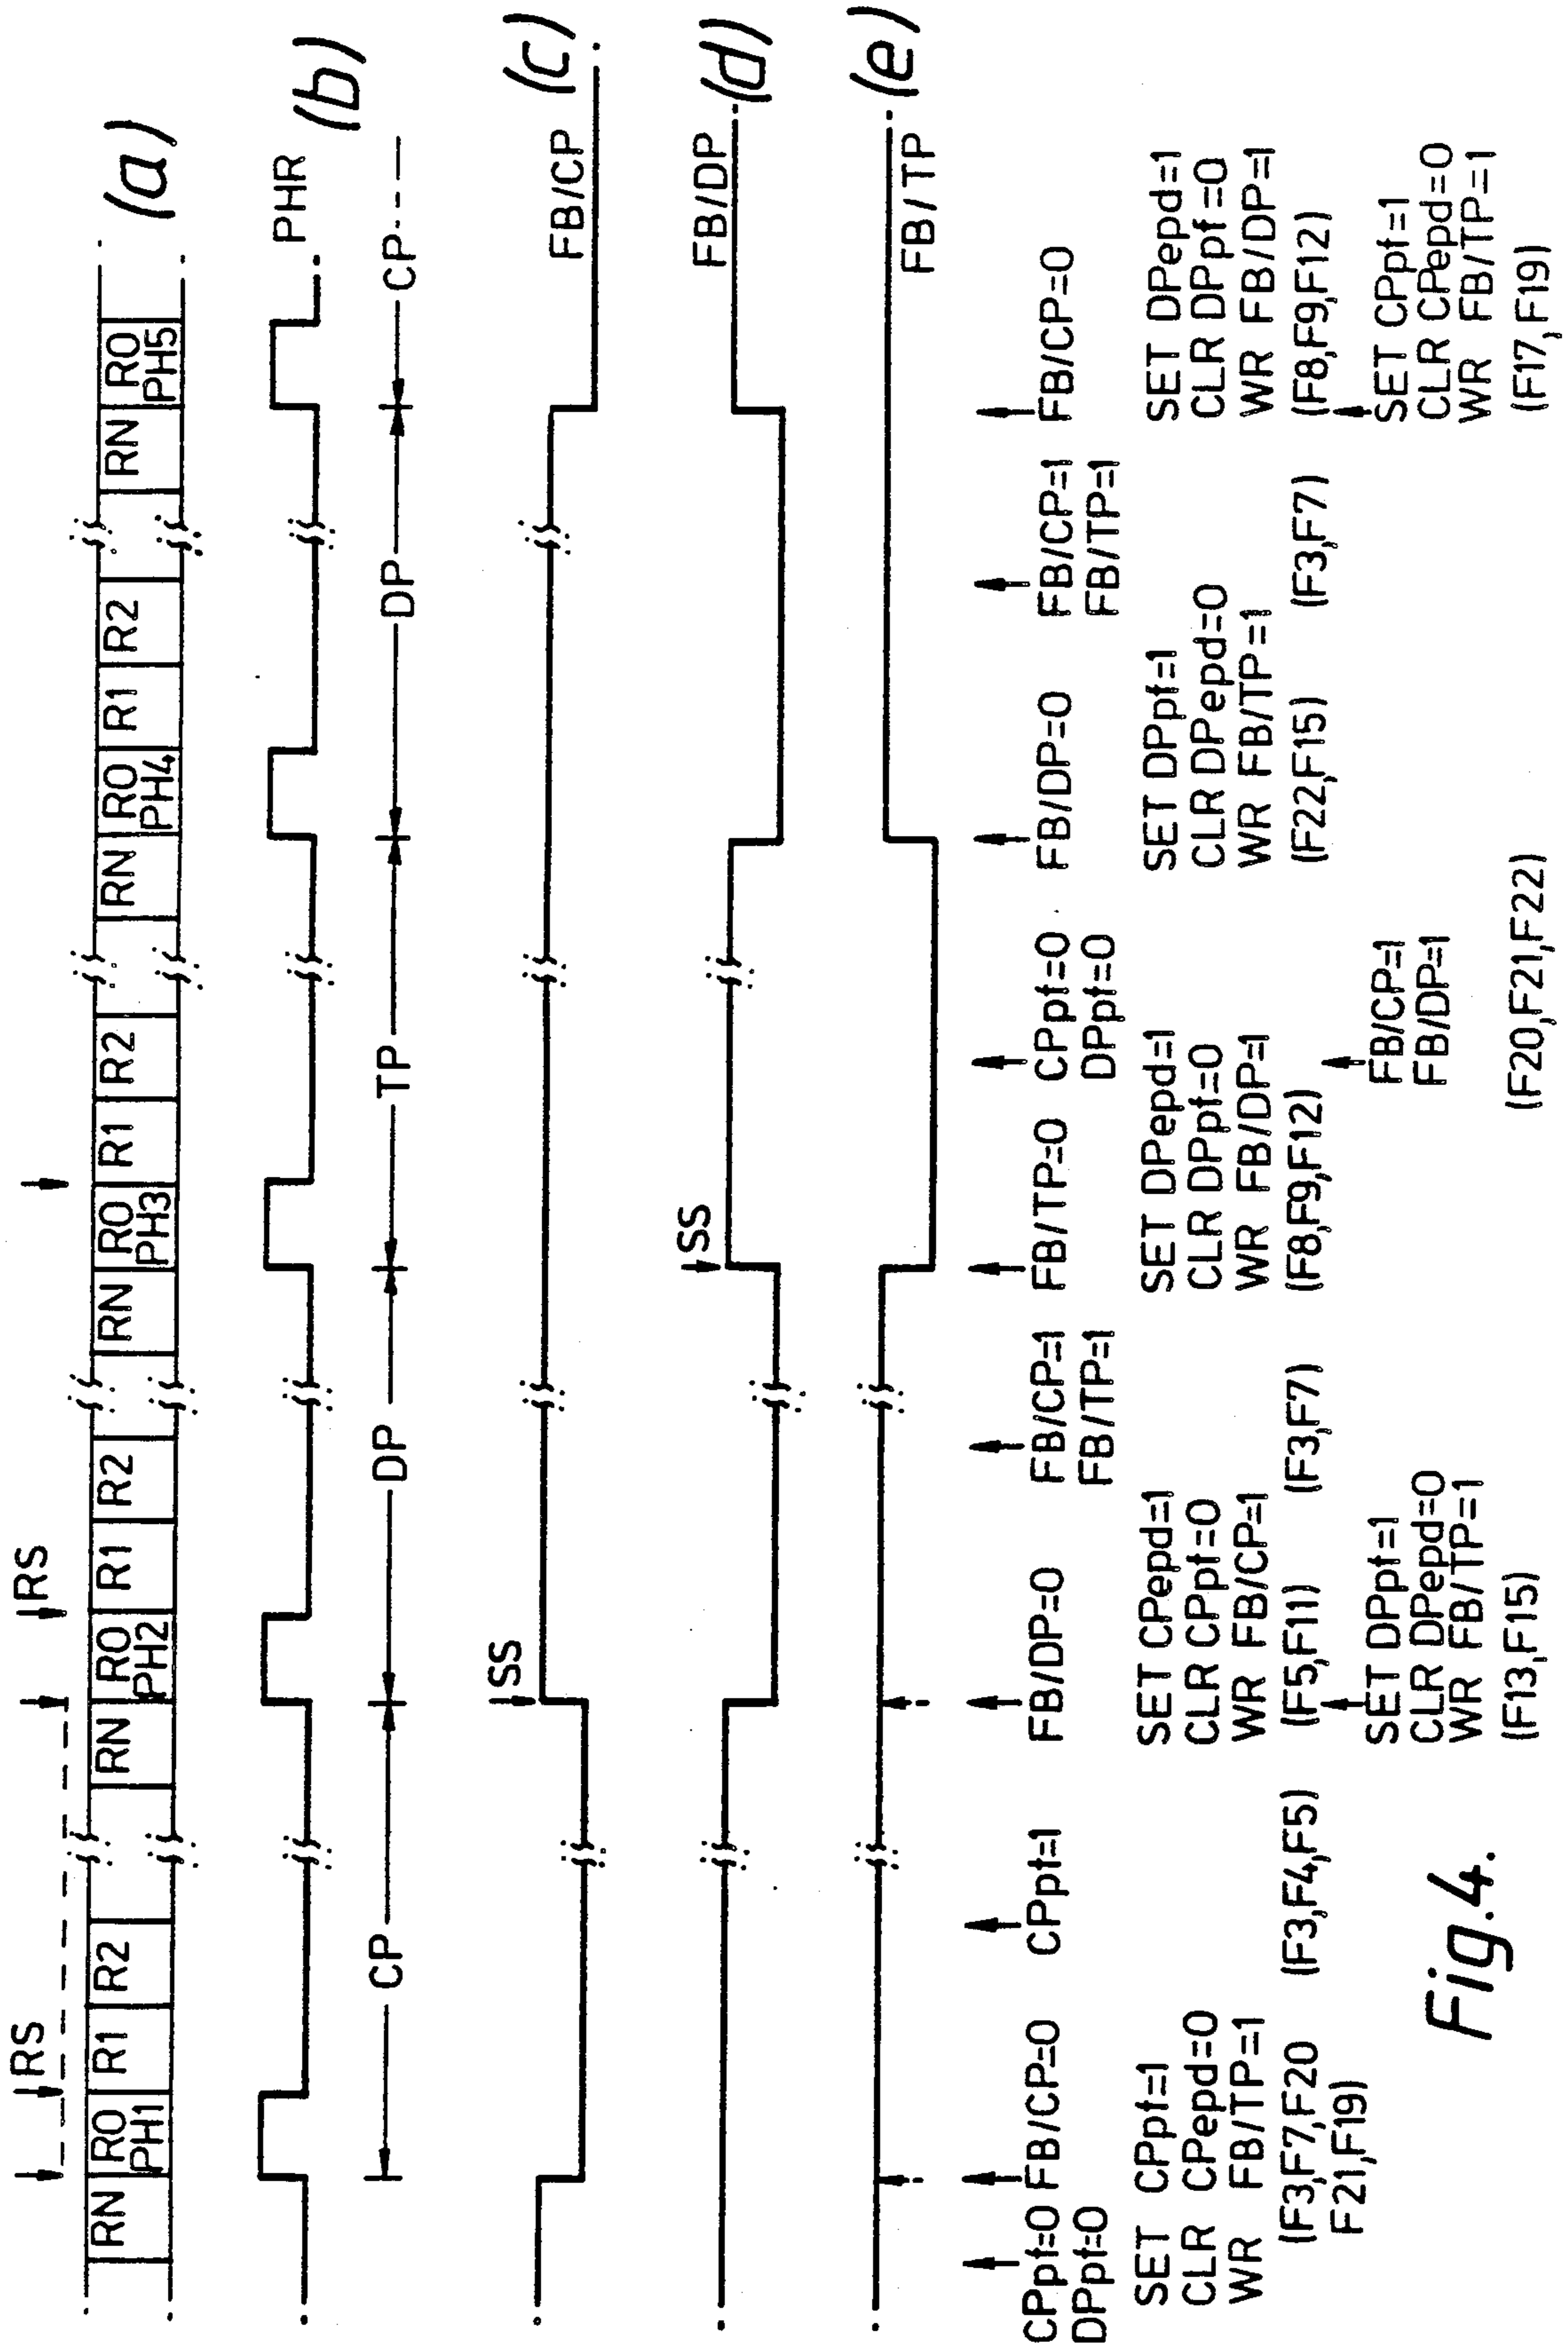 RS RS
RN RO R1 R2 RN RO R1 R2 RN RO R1 R2 RN RO R1 R2 RN RO (a)
PH1 PH2 PH3 PH4 PH5
PHR
(b)
CP DP TP DP CP
SS
FB/CP (c)
SS
FB/DP (d)
FB/TP (e)
CPpf=0
DPpf=0
FB/CP=0
SET CPpf=1
CLR CPepd=0
WR FB/TP=1
(F3,F7,F20
F21,F19)
CPpf=1
(F3,F4,F5)
FB/DP=0
SET CPepd=1
CLR CPpf=0
WR FB/CP=1
(F5,F11)
SET DPpf=1
CLR DPepd=0
WR FB/TP=1
(F13,F15)
FB/CP=1
FB/TP=1
(F3,F7)
FB/TP=0
SET DPepd=1
CLR DPpf=0
WR FB/DP=1
(F8,F9,F12)
CPpf=0
DPpf=0
FB/CP=1
FB/DP=1
(F20,F21,F22)
FB/DP=0
SET DPpf=1
CLR DPepd=0
WR FB/TP=1
(F22,F15)
FB/CP=1
FB/TP=1
(F3,F7)
FB/CP=0
SET DPepd=1
CLR DPpf=0
WR FB/DP=1
(F8,F9,F12)
SET CPpf=1
CLR CPepd=0
WR FB/TP=1
(F17,F19)
Fig.4.